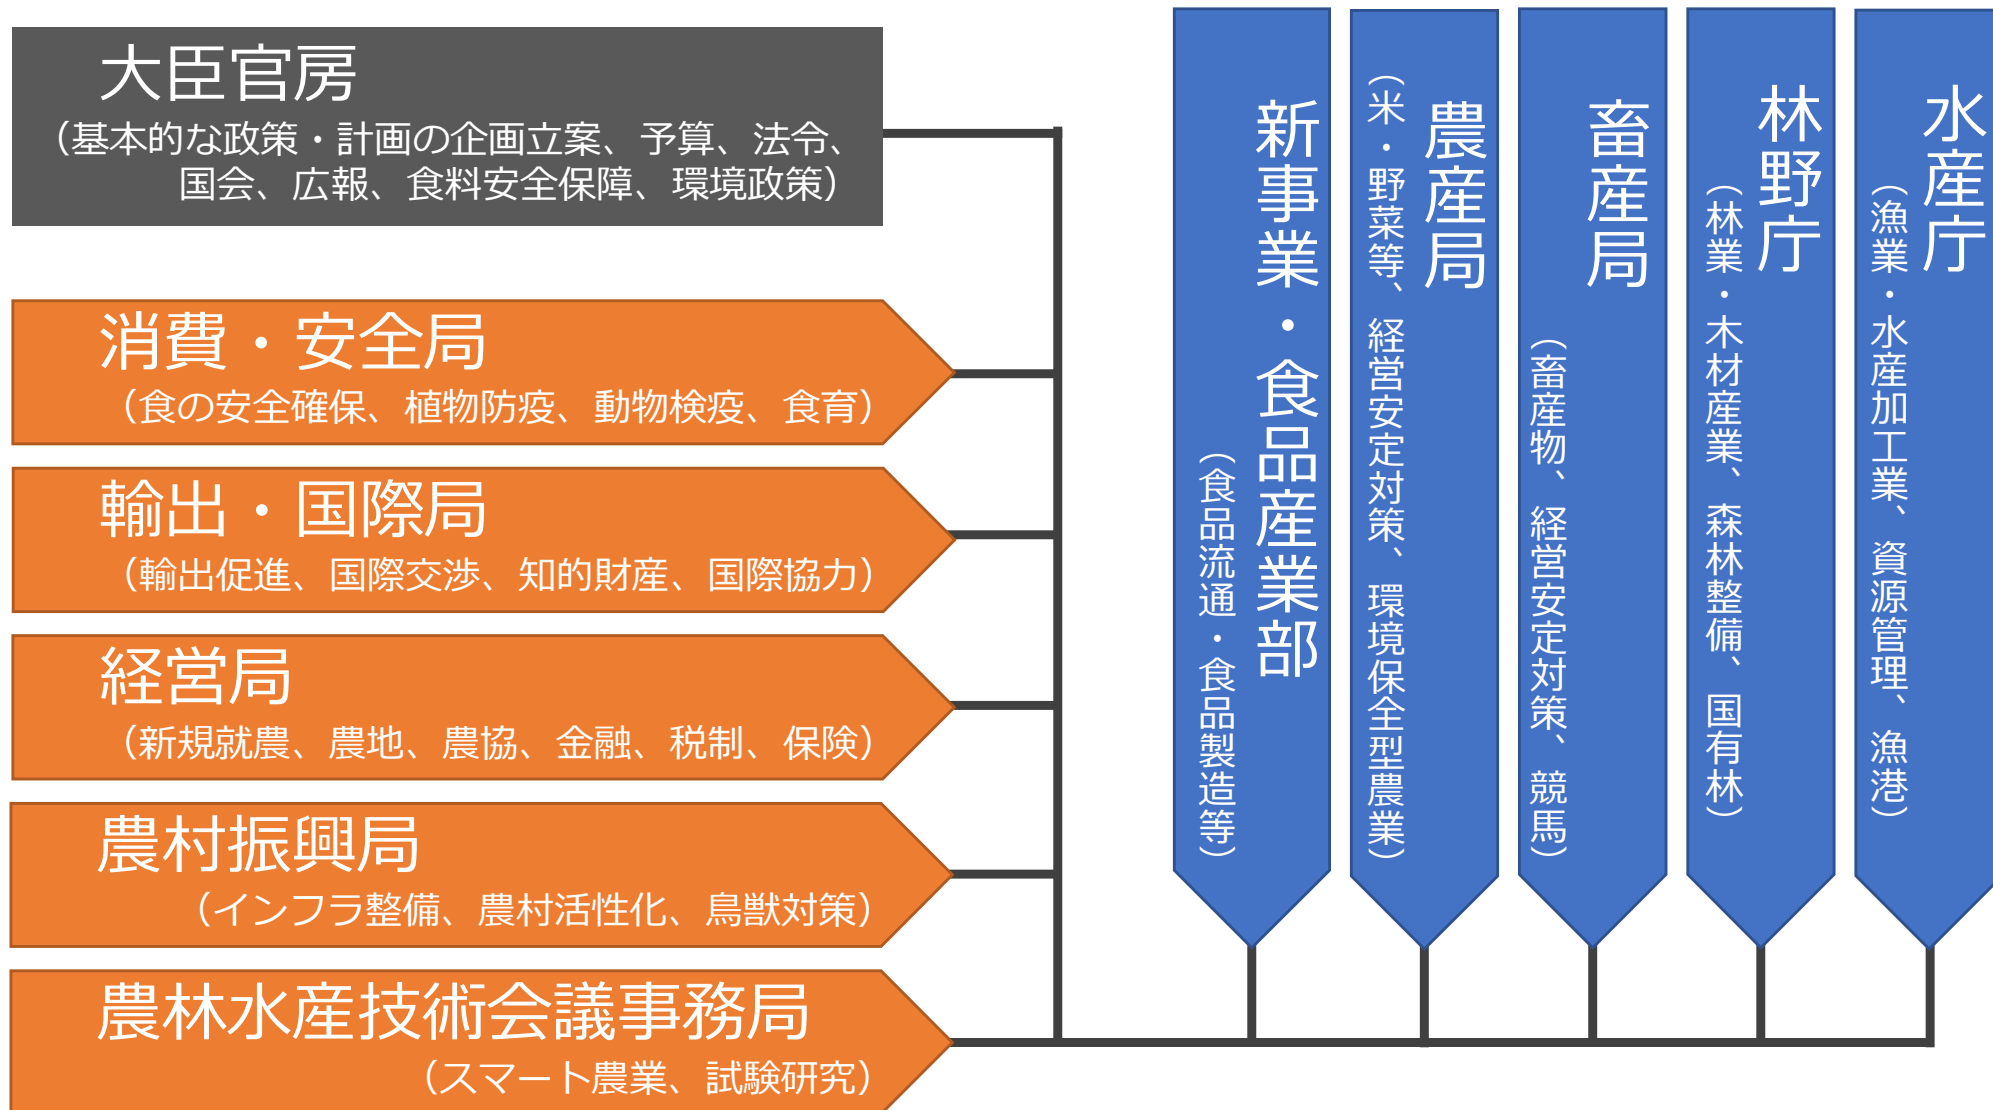 大臣官房
（基本的な政策・計画の企画立案、予算、法令、
国会、広報、食料安全保障、環境政策）
消費・安全局
（食の安全確保、植物防疫、動物検疫、食育）
輸出・国際局
（輸出促進、国際交渉、知的財産、国際協力）
経営局
（新規就農、農地、農協、金融、税制、保険）
農村振興局
（インフラ整備、農村活性化、鳥獣対策）
農林水産技術会議事務局
（スマート農業、試験研究）
新事業・食品産業部
（食品流通・食品製造等）
農産局
（米・野菜等、経営安定対策、環境保全型農業）
畜産局
（畜産物、経営安定対策、競馬）
林野庁
（林業・木材産業、森林整備、国有林）
水産庁
（漁業・水産加工業、資源管理、漁港）